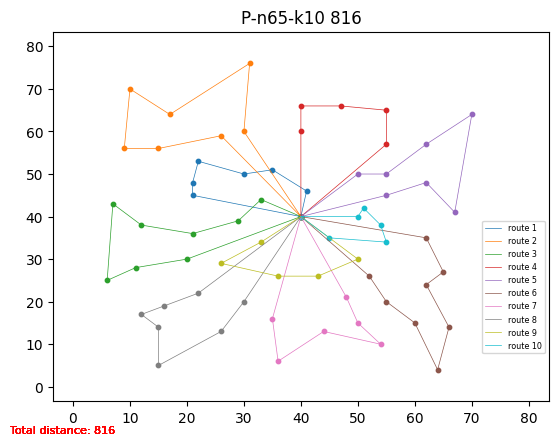 P-n65-k10 816
80
70
60
50
40
30
20
10
0
route 1
route 2
route 3
route 4
route 5
route 6
route 7
route 8
route 9
route 10
0 10 20 30 40 50 60 70 80
Total distance: 816